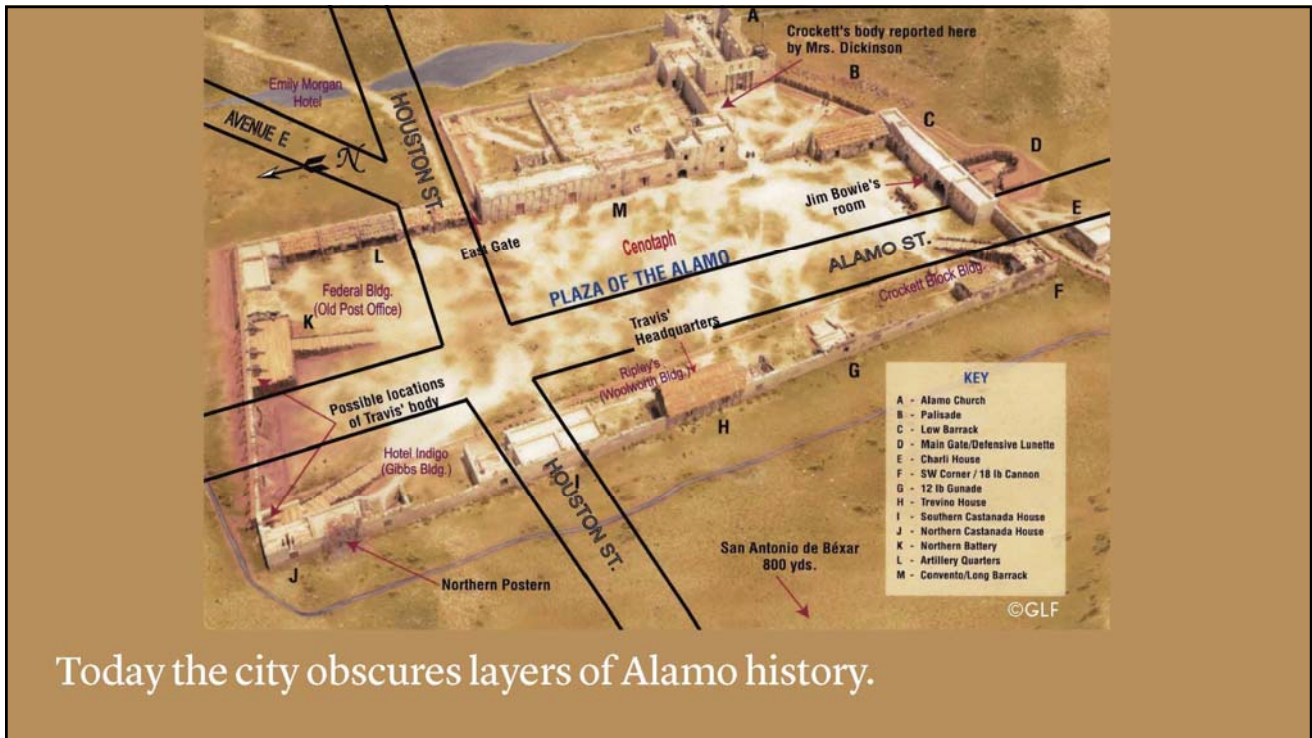 A
Crockett's body reported here
by Mrs. Dickinson
B
Emily Morgan
Hotel
C
AVENUE E
HOUSTON ST.
N
D
Jim Bowie's
room
M
E
East Gate
Cenotaph
L
ALAMO ST.
PLAZA OF THE ALAMO
Crockett Block Bldg.
Federal Bldg.
(Old Post Office)
F
K
Travis'
Headquarters
Ripley's
(Woolworth Bldg.)
G
Possible locations
of Travis' body
H
Hotel Indigo
(Gibbs Bldg.)
I
HOUSTON ST.
J
Northern Postern
San Antonio de Béxar
800 yds.
KEY
A - Alamo Church
B - Palisade
C - Low Barrack
D - Main Gate/Defensive Lunette
E - Charli House
F - SW Corner / 18 lb Cannon
G - 12 lb Gunade
H - Trevino House
I - Southern Castanada House
J - Northern Castanada House
K - Northern Battery
L - Artillery Quarters
M - Convento/Long Barrack
©GLF
Today the city obscures layers of Alamo history.